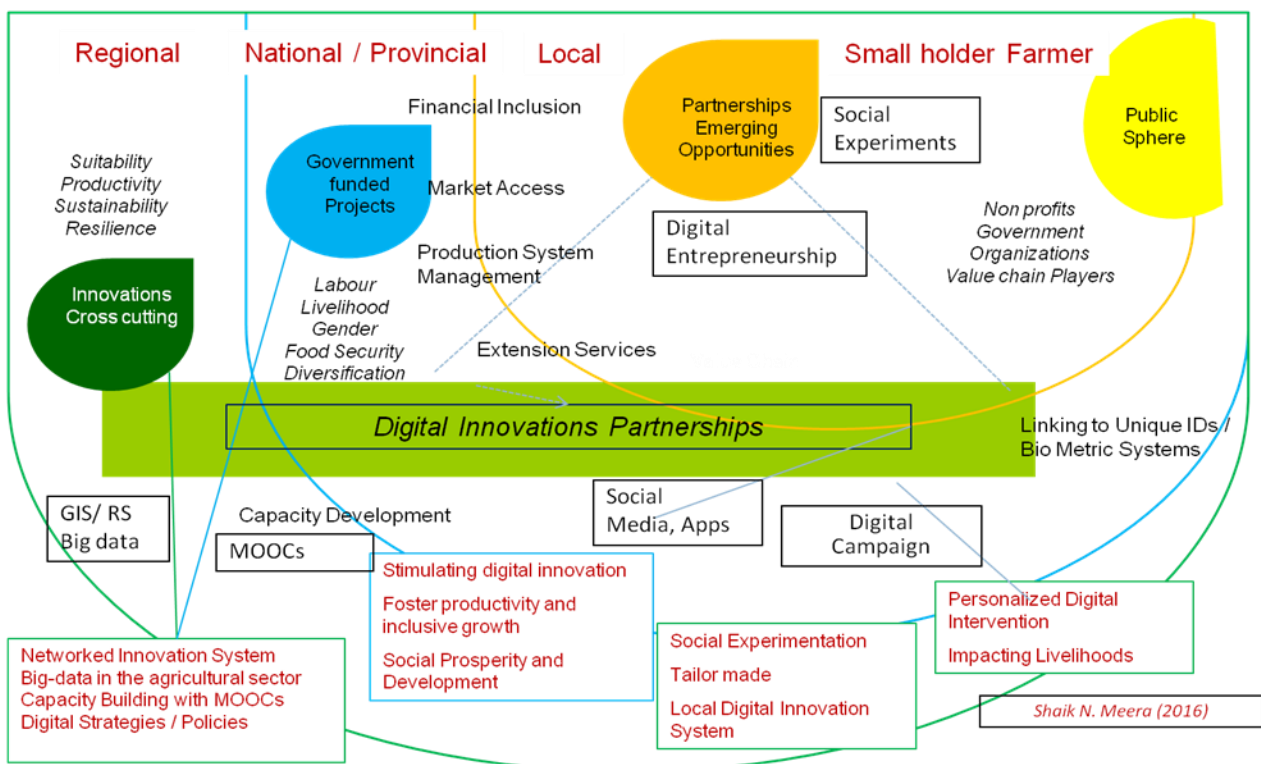 Regional
National / Provincial
Local
Small holder Farmer
Financial Inclusion
Partnerships
Emerging
Opportunities
Social
Experiments
Public
Sphere
Suitability
Productivity
Sustainability
Resilience
Government
funded
Projects
Market Access
Non profits
Government
Organizations
Value chain Players
Digital
Entrepreneurship
Production System
Management
Innovations
Cross cutting
Labour
Livelihood
Gender
Food Security
Diversification
Extension Services
Digital Innovations Partnerships
Linking to Unique IDs /
Bio Metric Systems
GIS/ RS
Big data
Capacity Development
MOOCs
Social
Media, Apps
Digital
Campaign
Stimulating digital innovation
Foster productivity and
inclusive growth
Social Prosperity and
Development
Personalized Digital
Intervention
Impacting Livelihoods
Networked Innovation System
Big-data in the agricultural sector
Capacity Building with MOOCs
Digital Strategies / Policies
Social Experimentation
Tailor made
Local Digital Innovation
System
Shaik N. Meera (2016)